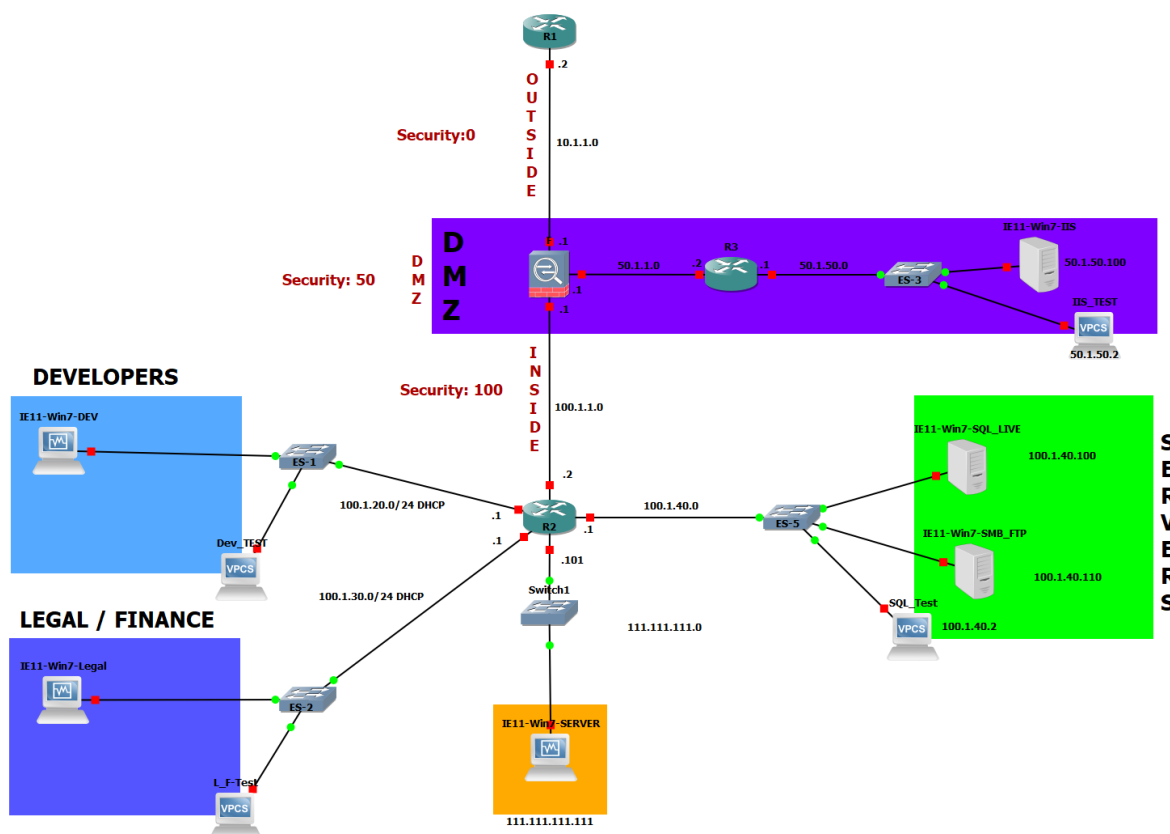 R1
.2
OUTSIDE
Security:0
10.1.1.0
DMZ
.1
R3
IE11-Win7-IIS
Security: 50
DMZ
50.1.1.0
.2
.1
50.1.50.0
50.1.50.100
ES-3
.1
.1
IIS_TEST
VPCS
50.1.50.2
INSIDE
DEVELOPERS
Security: 100
100.1.1.0
IE11-Win7-DEV
IE11-Win7-SQL_LIVE
SERVERS
100.1.40.100
ES-1
.2
100.1.20.0/24 DHCP
.1
R2
100.1.40.0
.1
ES-5
IE11-Win7-SMB_FTP
Dev_TEST
.1
VPCS
.101
100.1.40.110
Switch1
100.1.30.0/24 DHCP
SQL_Test
LEGAL / FINANCE
111.111.111.0
VPCS
100.1.40.2
IE11-Win7-Legal
ES-2
IE11-Win7-SERVER
L_F-Test
VPCS
111.111.111.111